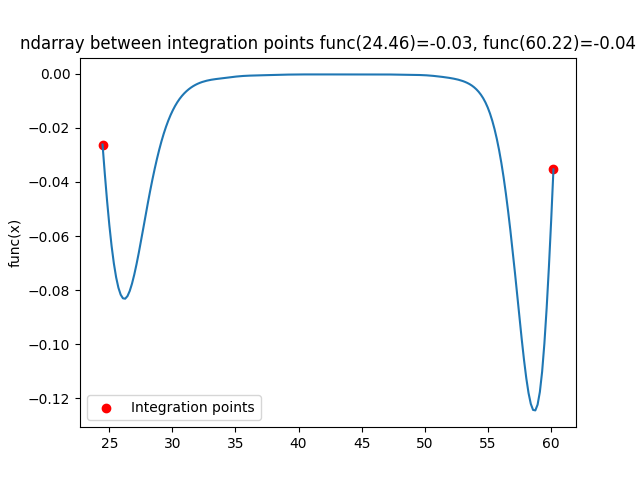 ndarray between integration points func(24.46)=-0.03, func(60.22)=-0.04
0.00
−0.02
−0.04
−0.06
−0.08
−0.10
−0.12
func(x)
Integration points
25 30 35 40 45 50 55 60